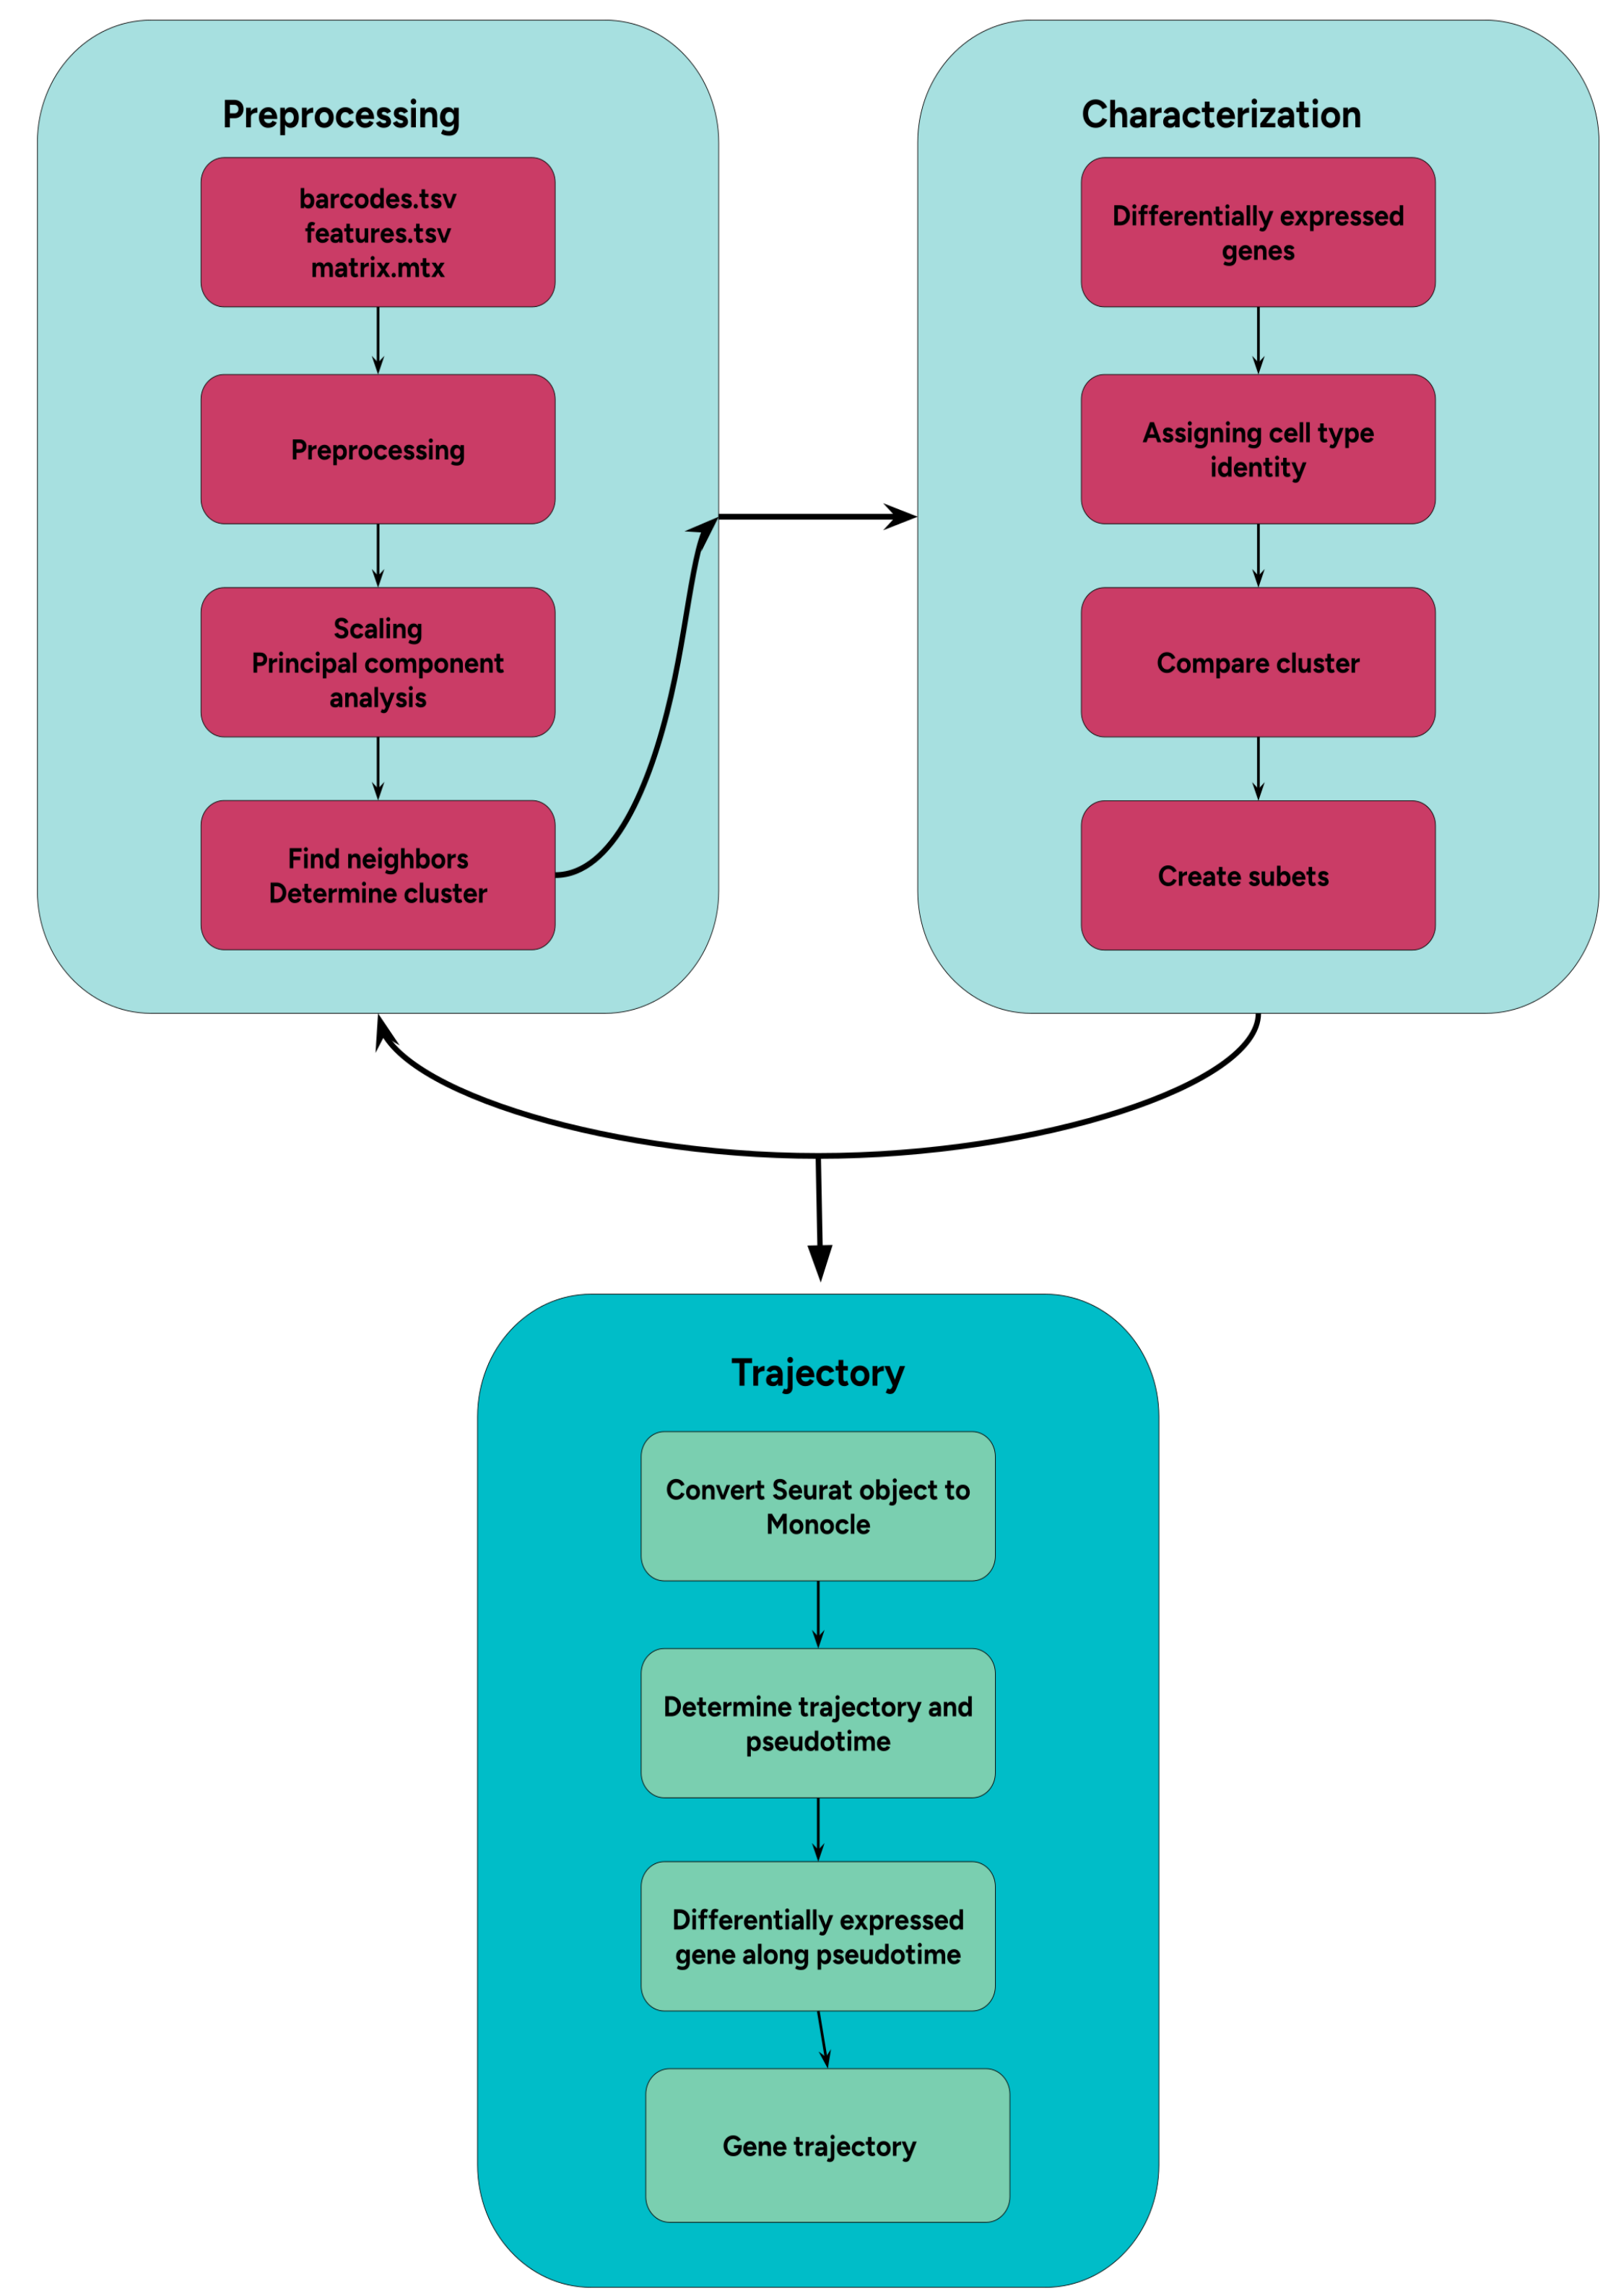 Preprocessing
barcodes.tsv
features.tsv
matrix.mtx
Preprocessing
Scaling
Principal component
analysis
Find neighbors
Determine cluster
Characterization
Differentially expressed
genes
Assigning cell type
identity
Compare cluster
Create subets
Trajectory
Convert Seurat object to
Monocle
Determine trajectory and
pseudotime
Differentially expressed
gene along pseudotime
Gene trajectory